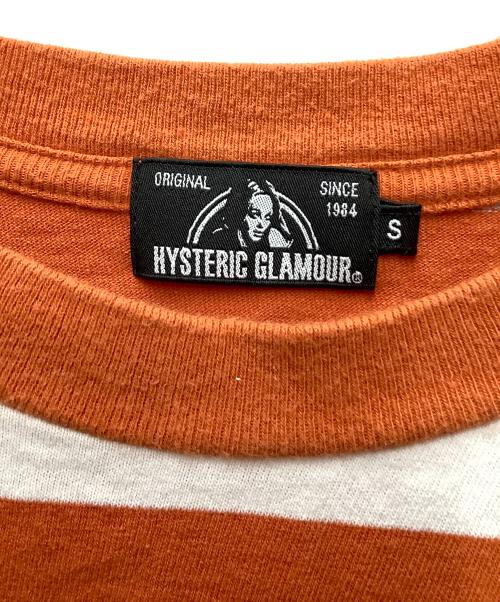 ORIGINAL SINCE
1984
S
HYSTERIC GLAMOUR®